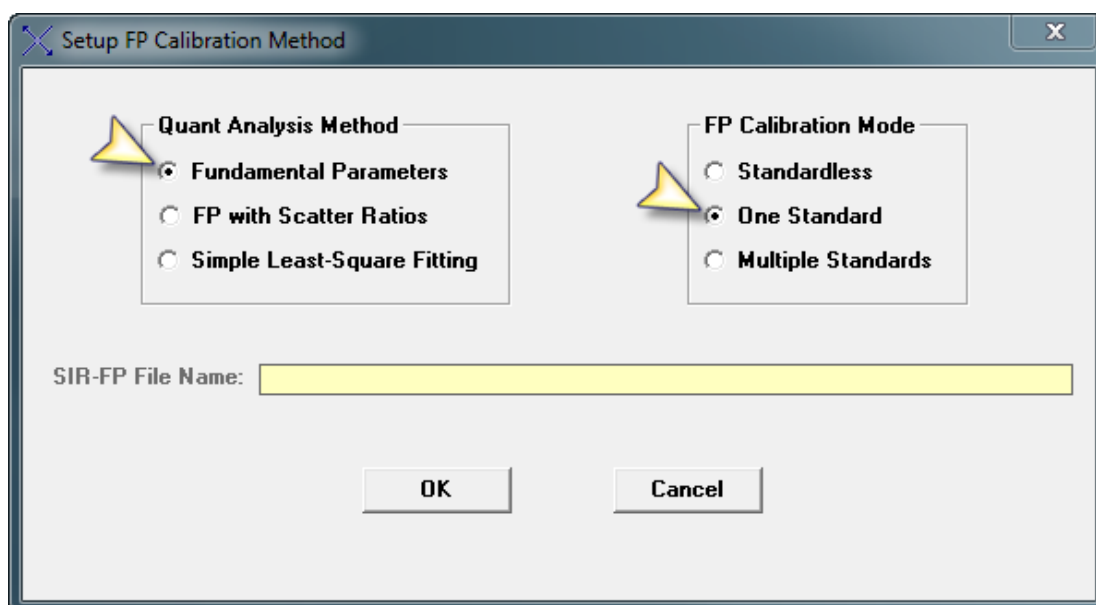 Setup FP Calibration Method
Quant Analysis Method
Fundamental Parameters
FP with Scatter Ratios
Simple Least-Square Fitting
FP Calibration Mode
Standardless
One Standard
Multiple Standards
SIR-FP File Name:
OK
Cancel